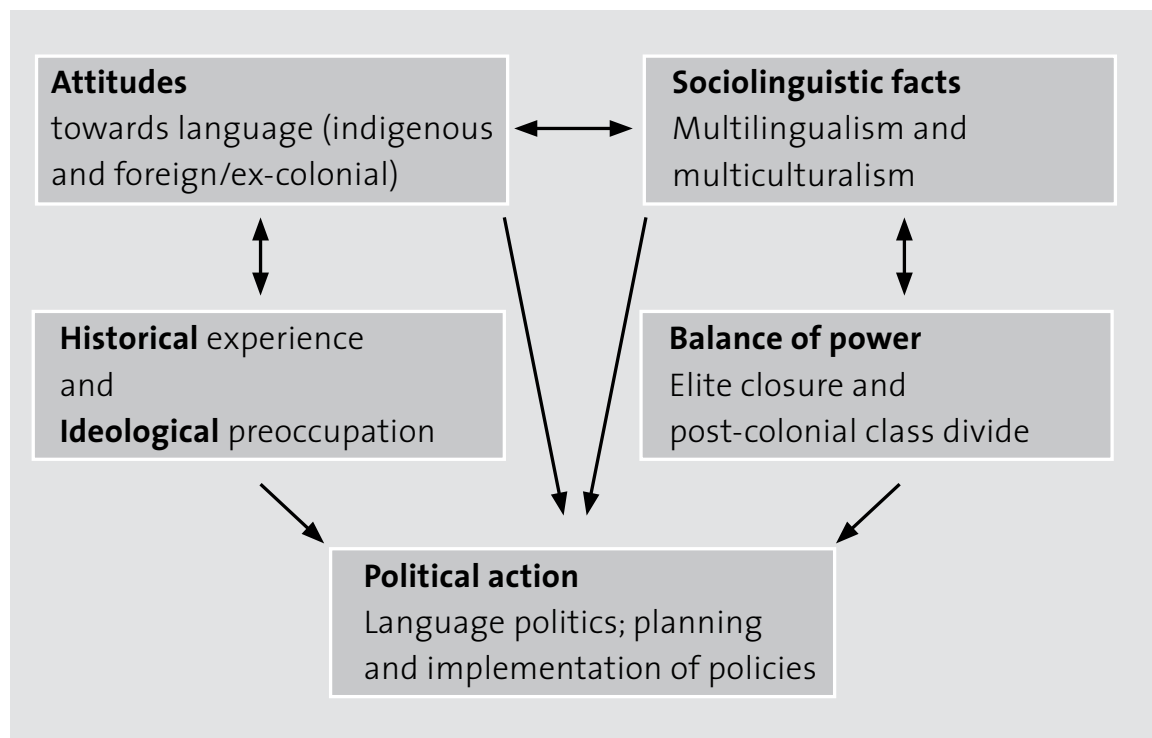 Attitudes
towards language (indigenous
and foreign/ex-colonial)
Sociolinguistic facts
Multilingualism and
multiculturalism
Historical experience
and
Ideological preoccupation
Balance of power
Elite closure and
post-colonial class divide
Political action
Language politics; planning
and implementation of policies